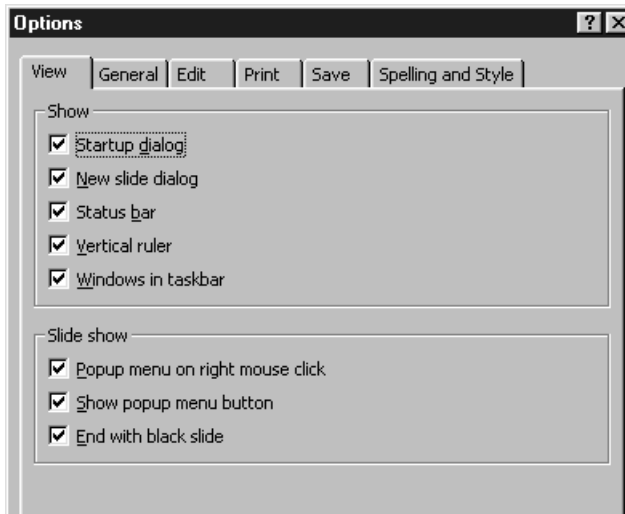 Options ? X
View General Edit Print Save Spelling and Style
Show
Startup dialog
New slide dialog
Status bar
Vertical ruler
Windows in taskbar
Slide show
Popup menu on right mouse click
Show popup menu button
End with black slide